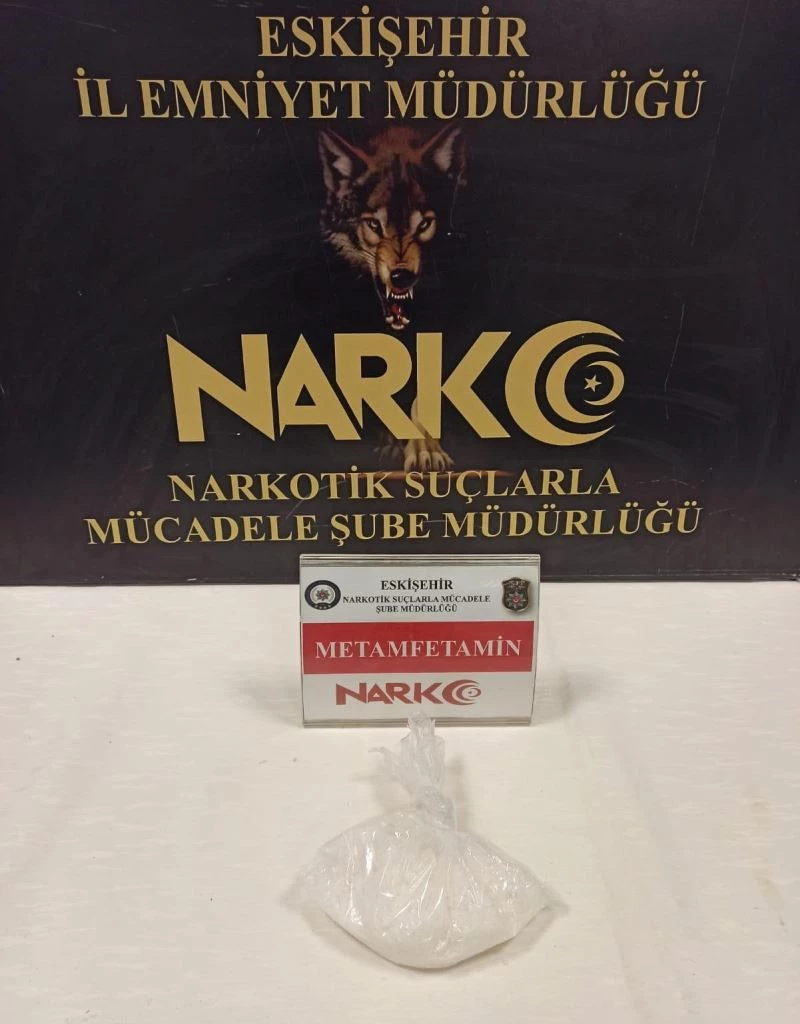 ESKİŞEHİR
İL EMNİYET MÜDÜRLÜĞÜ
NARKO
NARKOTİK SUÇLARLA
MÜCADELE ŞUBE MÜDÜRLÜĞÜ
ESKİŞEHİR
NARKOTİK SUÇLARLA MÜCADELE
ŞUBE MÜDÜRLÜĞÜ
METAMFETAMİN
NARKO